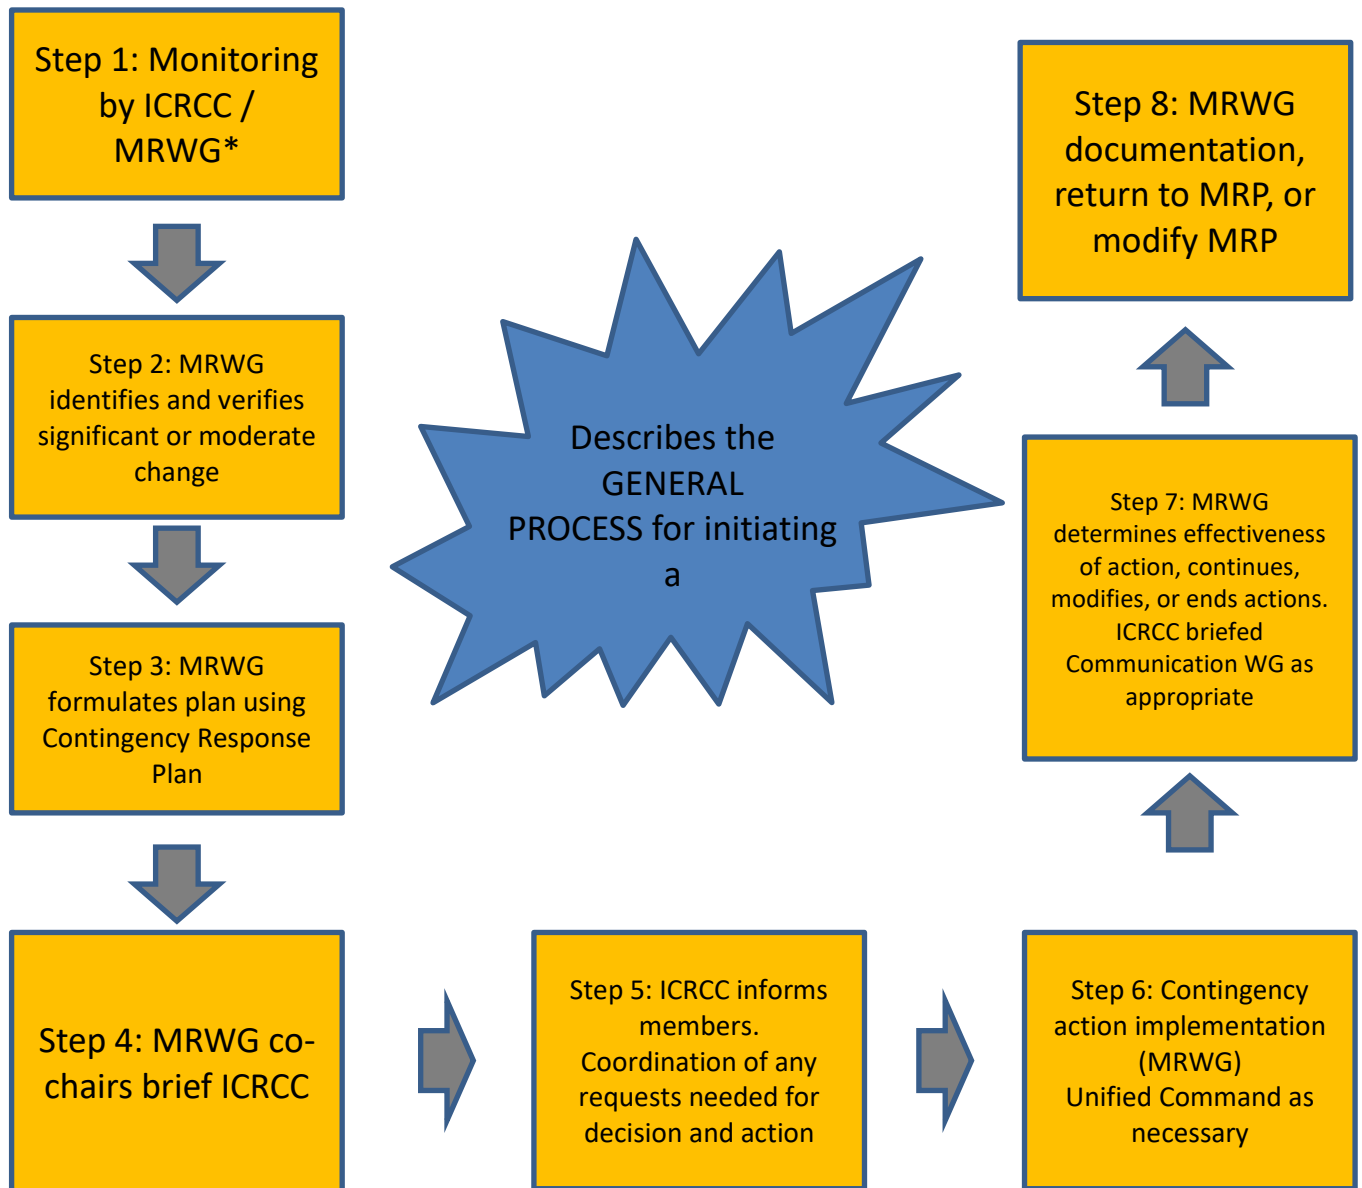 Step 1: Monitoring
by ICRCC /
MRWG*
Step 2: MRWG
identifies and verifies
significant or moderate
change
Step 3: MRWG
formulates plan using
Contingency Response
Plan
Step 4: MRWG co-
chairs brief ICRCC
Step 5: ICRCC informs
members.
Coordination of any
requests needed for
decision and action
Step 6: Contingency
action implementation
(MRWG)
Unified Command as
necessary
Step 7: MRWG
determines effectiveness
of action, continues,
modifies, or ends actions.
ICRCC briefed
Communication WG as
appropriate
Step 8: MRWG
documentation,
return to MRP, or
modify MRP
Describes the
GENERAL
PROCESS for initiating
a